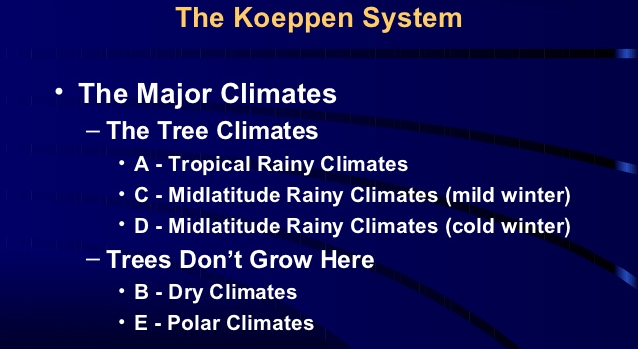 The Koeppen System
• The Major Climates
– The Tree Climates
• A - Tropical Rainy Climates
• C - Midlatitude Rainy Climates (mild winter)
• D - Midlatitude Rainy Climates (cold winter)
– Trees Don’t Grow Here
• B - Dry Climates
• E - Polar Climates